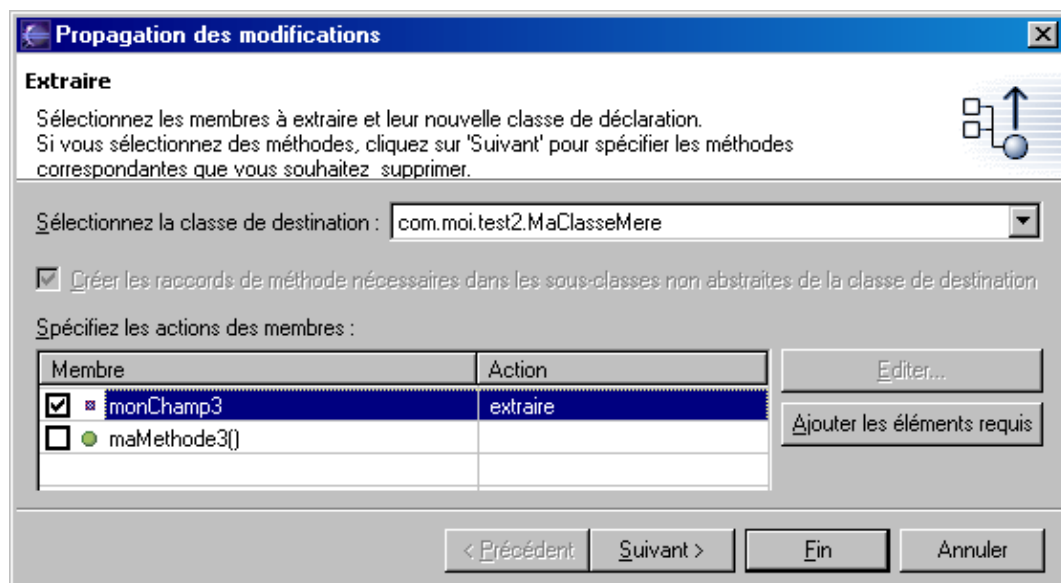 Propagation des modifications
Extraire
Sélectionnez les membres à extraire et leur nouvelle classe de déclaration.
Si vous sélectionnez des méthodes, cliquez sur 'Suivant' pour spécifier les méthodes
correspondantes que vous souhaitez supprimer.
Sélectionnez la classe de destination : com.moi.test2.MaClasseMere
Créer les raccords de méthode nécessaires dans les sous-classes non abstraites de la classe de destination
Spécifiez les actions des membres :
Membre Action
monChamp3 extraire
maMethode3()
Editer...
Ajouter les éléments requis
< Précédent Suivant > Fin Annuler